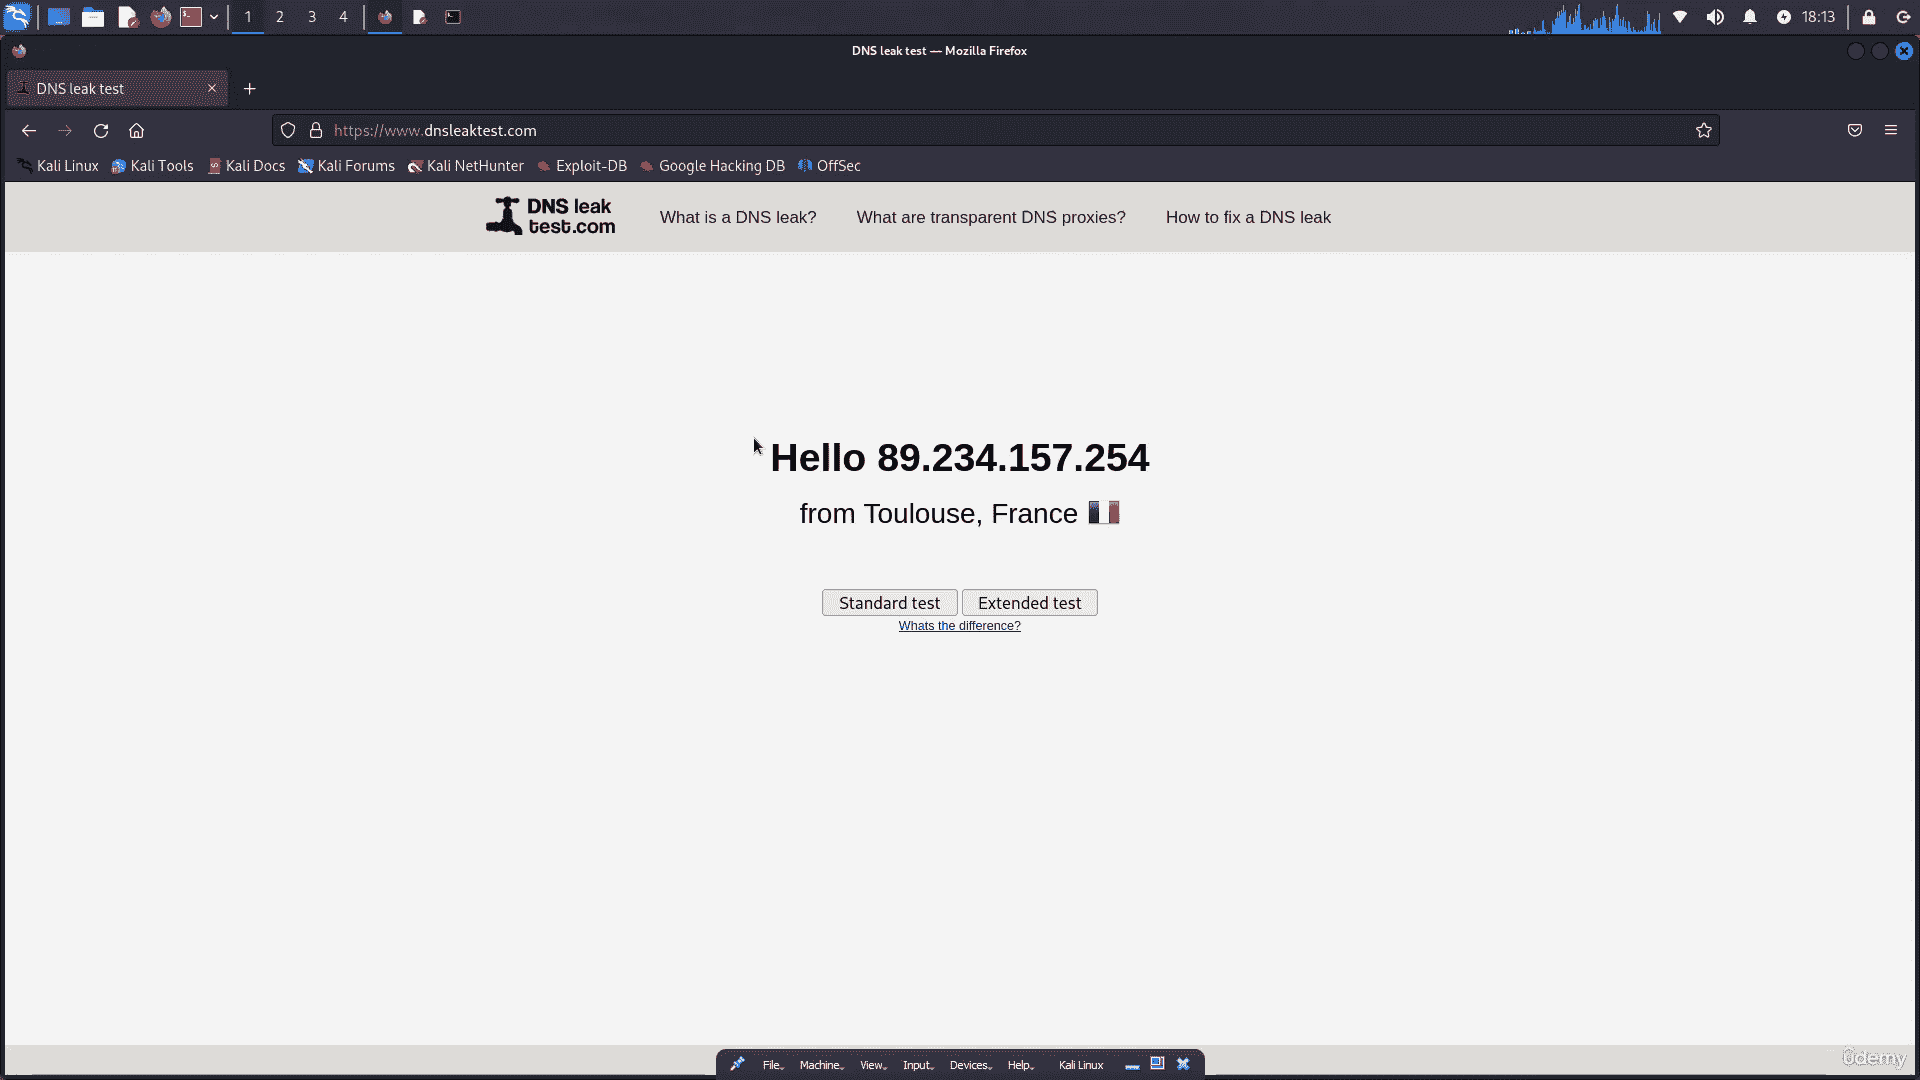 1 2 3 4 18:13
DNS leak test — Mozilla Firefox
DNS leak test
https://www.dnsleaktest.com
Kali Linux Kali Tools Kali Docs Kali Forums Kali NetHunter Exploit-DB Google Hacking DB OffSec
DNS leak
test.com
What is a DNS leak? What are transparent DNS proxies? How to fix a DNS leak
Hello 89.234.157.254
from Toulouse, France
Standard test Extended test
Whats the difference?
File Machine View Input Devices Help Kali Linux
ûdemy